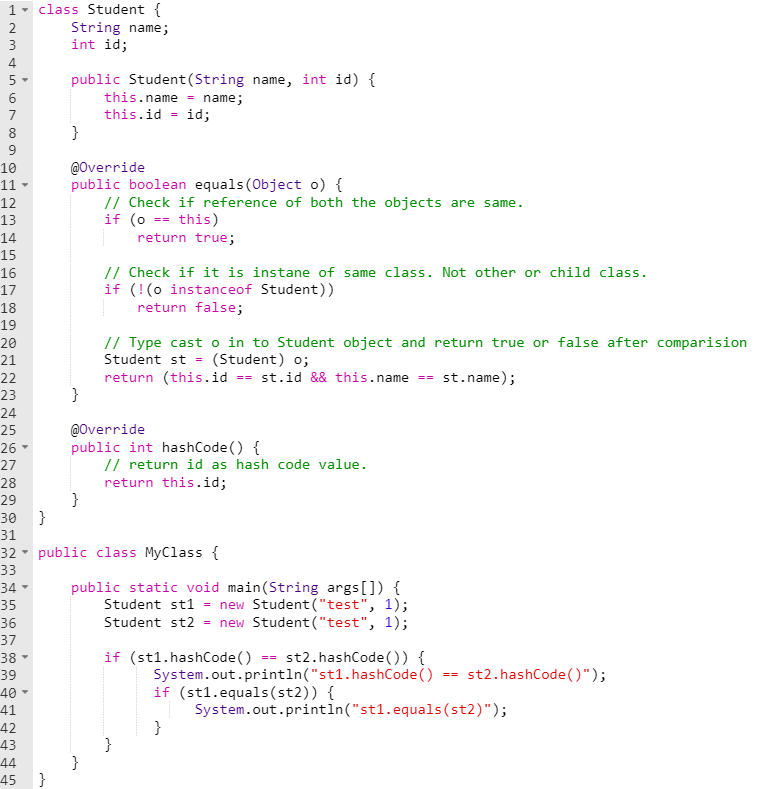 1 class Student {
2     String name;
3     int id;
4
5     public Student(String name, int id) {
6         this.name = name;
7         this.id = id;
8     }
9
10     @Override
11     public boolean equals(Object o) {
12         // Check if reference of both the objects are same.
13         if (o == this)
14             return true;
15
16         // Check if it is instane of same class. Not other or child class.
17         if (!(o instanceof Student))
18             return false;
19
20         // Type cast o in to Student object and return true or false after comparision
21         Student st = (Student) o;
22         return (this.id == st.id && this.name == st.name);
23     }
24
25     @Override
26     public int hashCode() {
27         // return id as hash code value.
28         return this.id;
29     }
30 }
31
32 public class MyClass {
33
34     public static void main(String args[]) {
35         Student st1 = new Student("test", 1);
36         Student st2 = new Student("test", 1);
37
38         if (st1.hashCode() == st2.hashCode()) {
39               System.out.println("st1.hashCode() == st2.hashCode()");
40               if (st1.equals(st2)) {
41                    System.out.println("st1.equals(st2)");
42               }
43         }
44     }
45 }